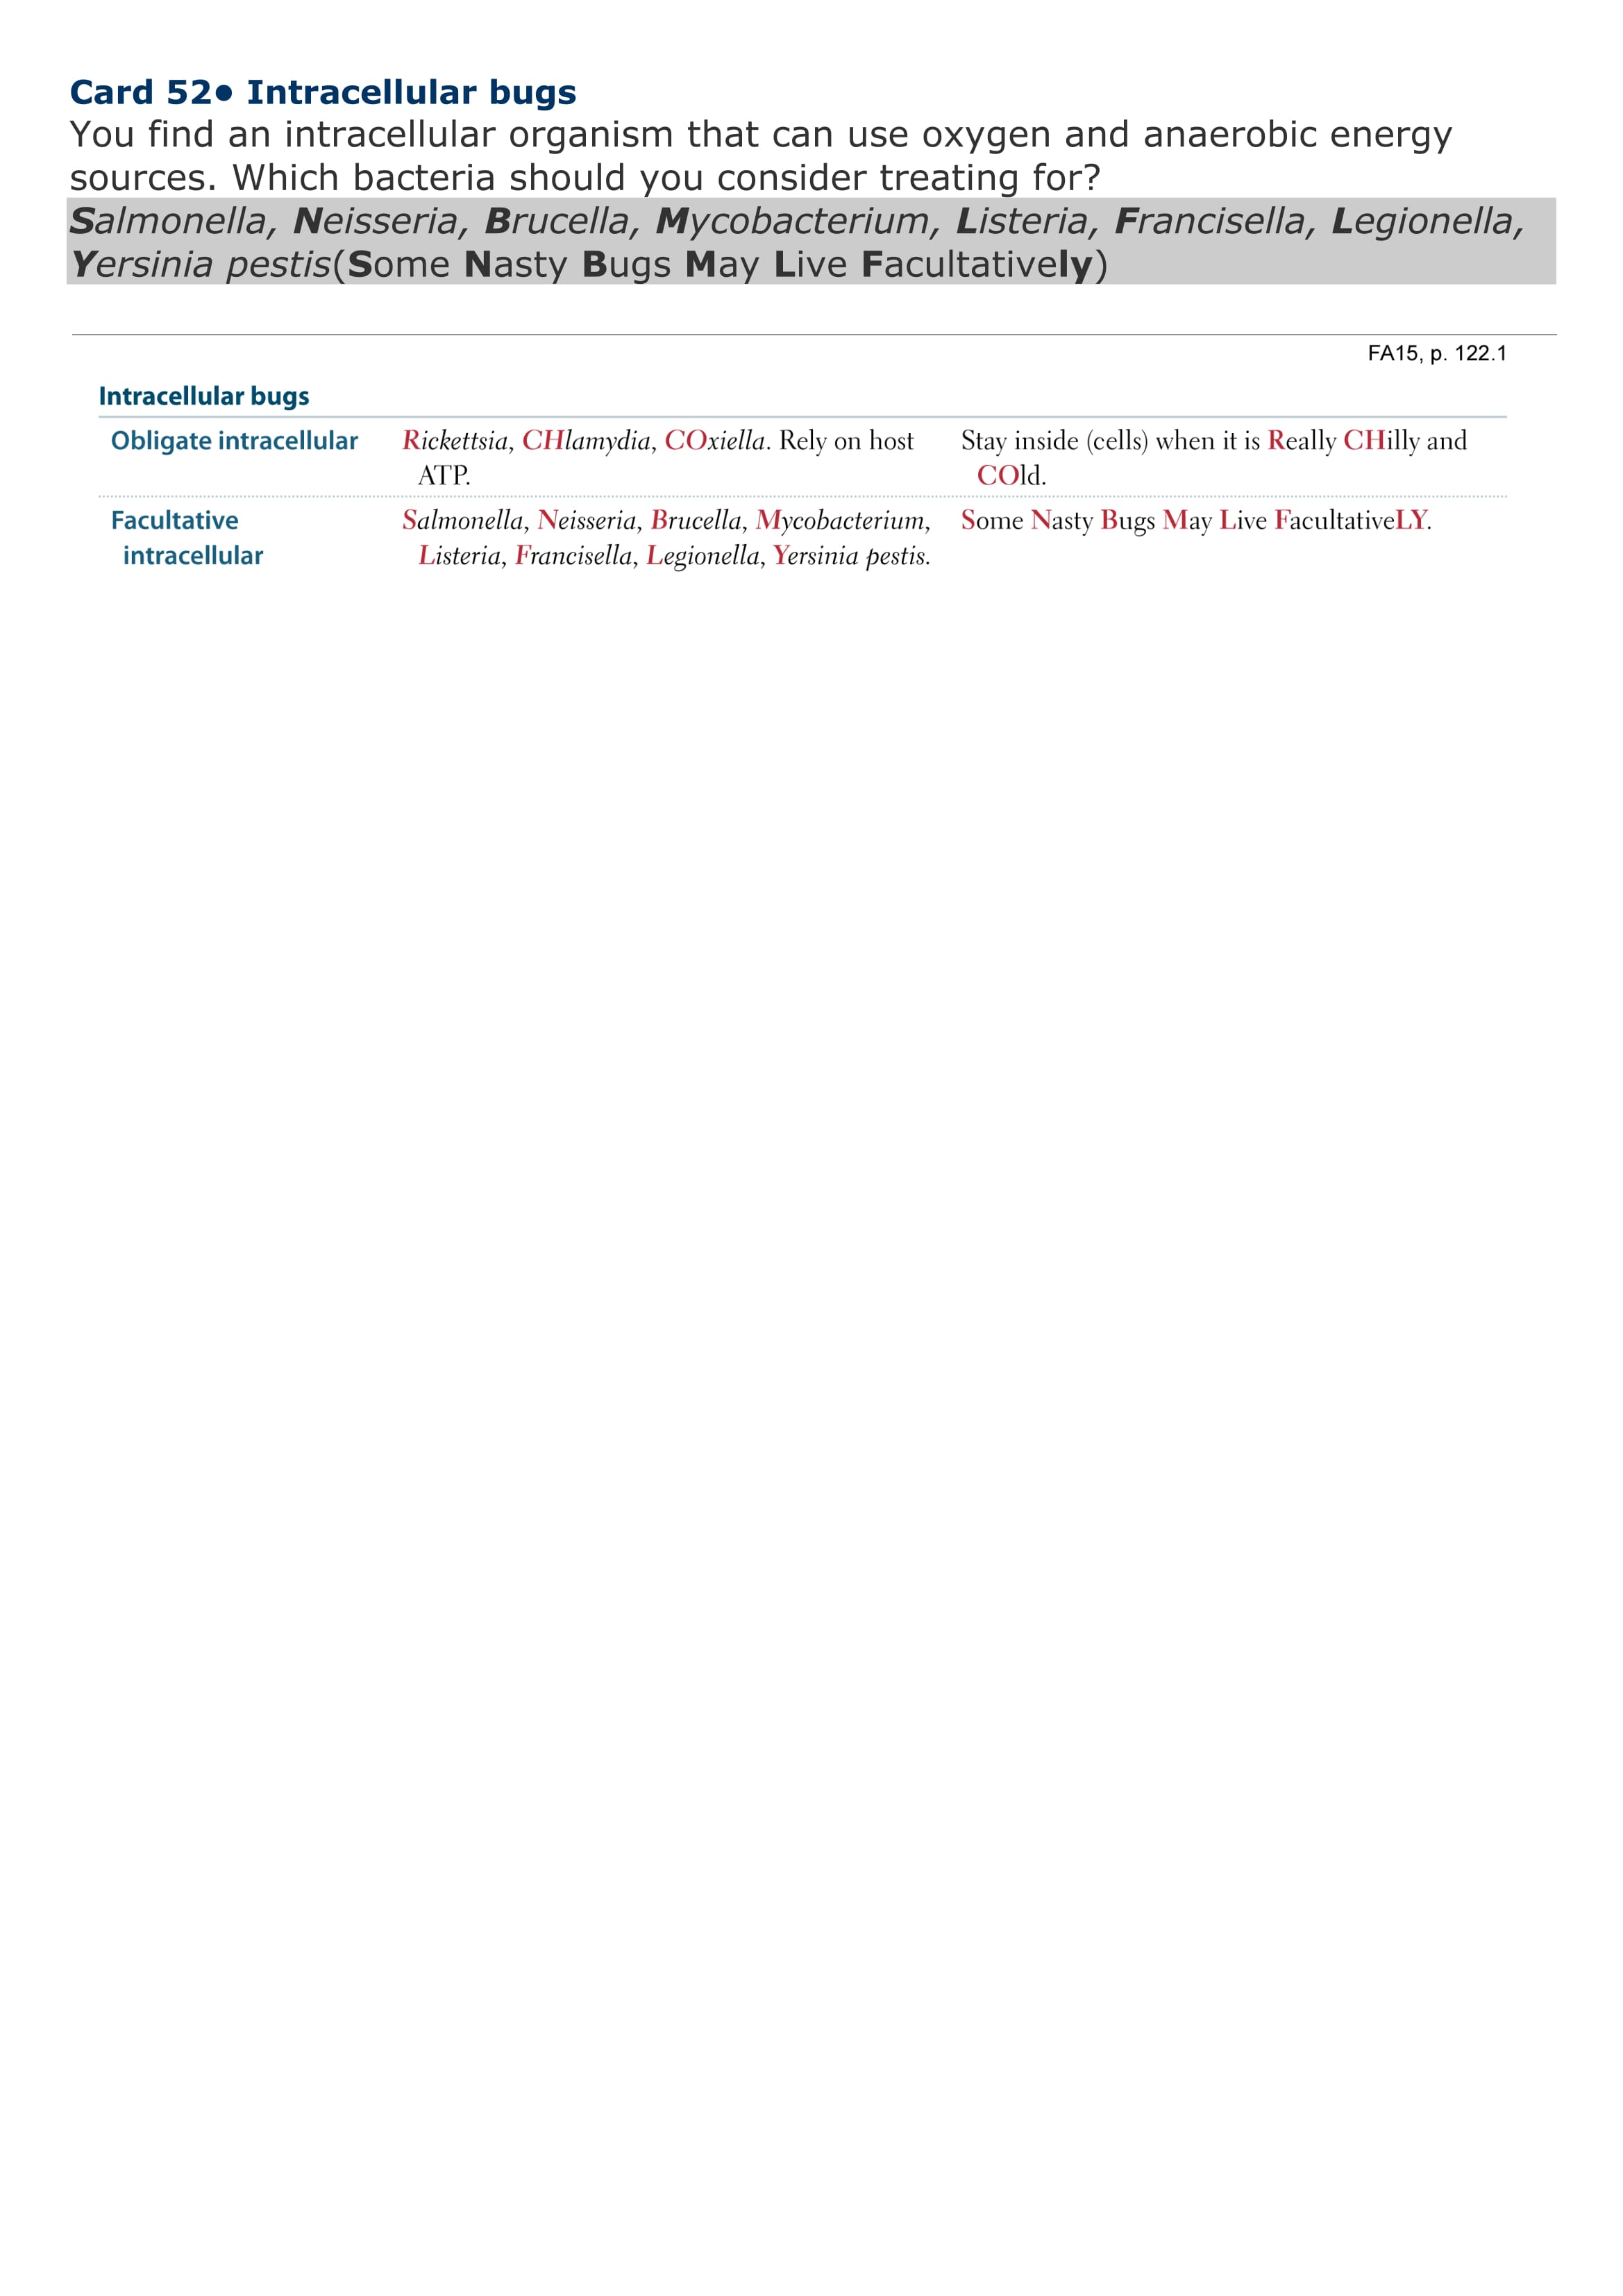 Card 52● Intracellular bugs
You find an intracellular organism that can use oxygen and anaerobic energy
sources. Which bacteria should you consider treating for?
Salmonella, Neisseria, Brucella, Mycobacterium, Listeria, Francisella, Legionella,
Yersinia pestis(Some Nasty Bugs May Live Facultatively)
FA15, p. 122.1
Intracellular bugs
Obligate intracellular
Rickettsia, CHlamydia, COxiella. Rely on host
ATP.
Stay inside (cells) when it is Really CHilly and
COld.
Facultative
intracellular
Salmonella, Neisseria, Brucella, Mycobacterium,
Listeria, Francisella, Legionella, Yersinia pestis.
Some Nasty Bugs May Live FacultativeLY.